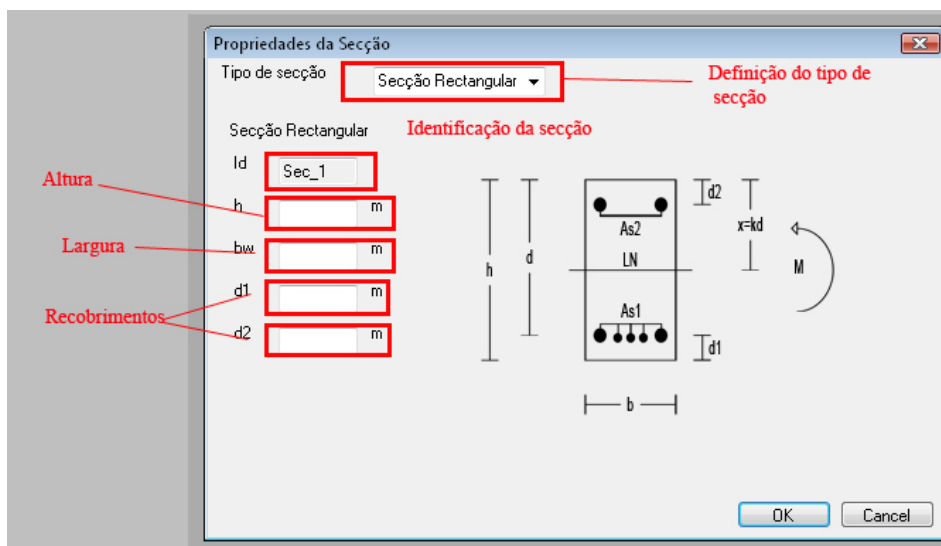 Propriedades da Secção
Tipo de secção
Secção Rectangular
Definição do tipo de
secção
Secção Rectangular
Identificação da secção
Id
Sec_1
Altura
h
m
Largura
bw
m
Recobrimentos
d1
m
d2
m
h
d
As2
LN
As1
d2
x=kd
M
d1
b
OK
Cancel